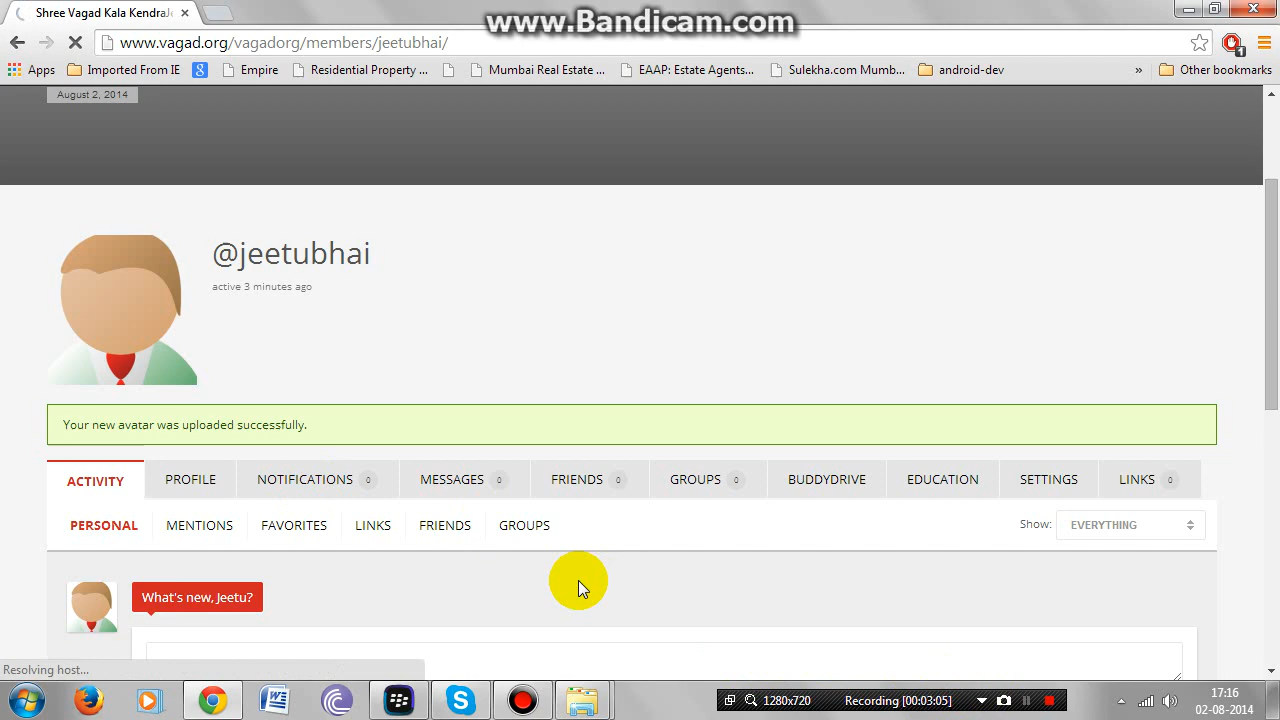 Shree Vagad Kala KendraJe
www.Bandicam.com
www.vagad.org/vagadorg/members/jeetubhai/
1
Apps Imported From IE Empire Residential Property ... Mumbai Real Estate ... EAAP: Estate Agents... Sulekha.com Mumb... android-dev » Other bookmarks
August 2, 2014
@jeetubhai
active 3 minutes ago
Your new avatar was uploaded successfully.
ACTIVITY PROFILE NOTIFICATIONS 0 MESSAGES 0 FRIENDS 0 GROUPS 0 BUDDYDRIVE EDUCATION SETTINGS LINKS 0
PERSONAL MENTIONS FAVORITES LINKS FRIENDS GROUPS Show: EVERYTHING
What's new, Jeetu?
Resolving host...
1280x720 Recording [00:03:05]
17:16
02-08-2014